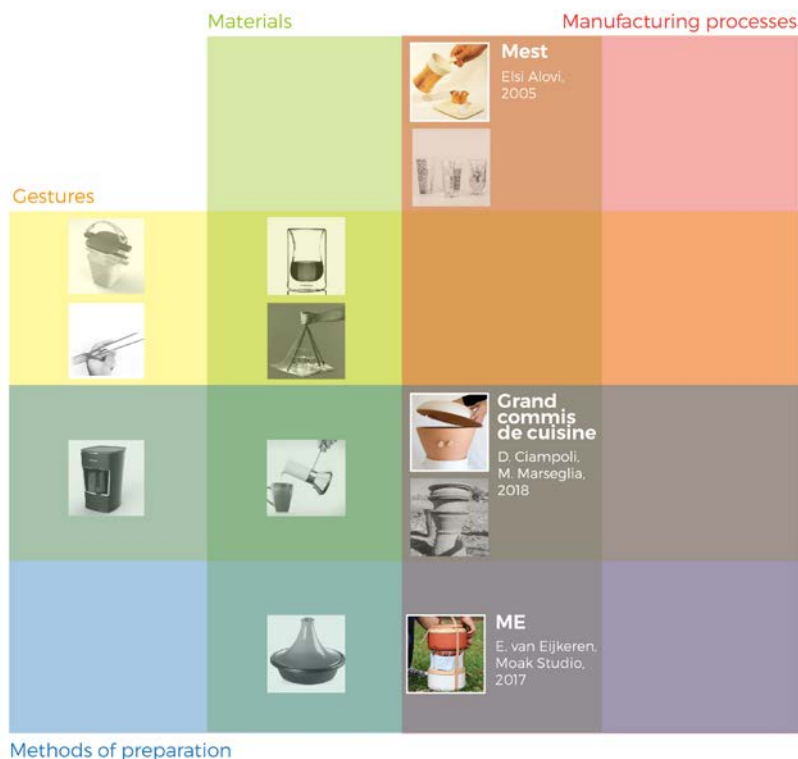 Materials
Manufacturing processes
Mest
Elsi Alovi,
2005
Gestures
Grand
commis
de cuisine
D. Ciampoli,
M. Marseglia,
2018
ME
E. van Eijkeren,
Moak Studio,
2017
Methods of preparation